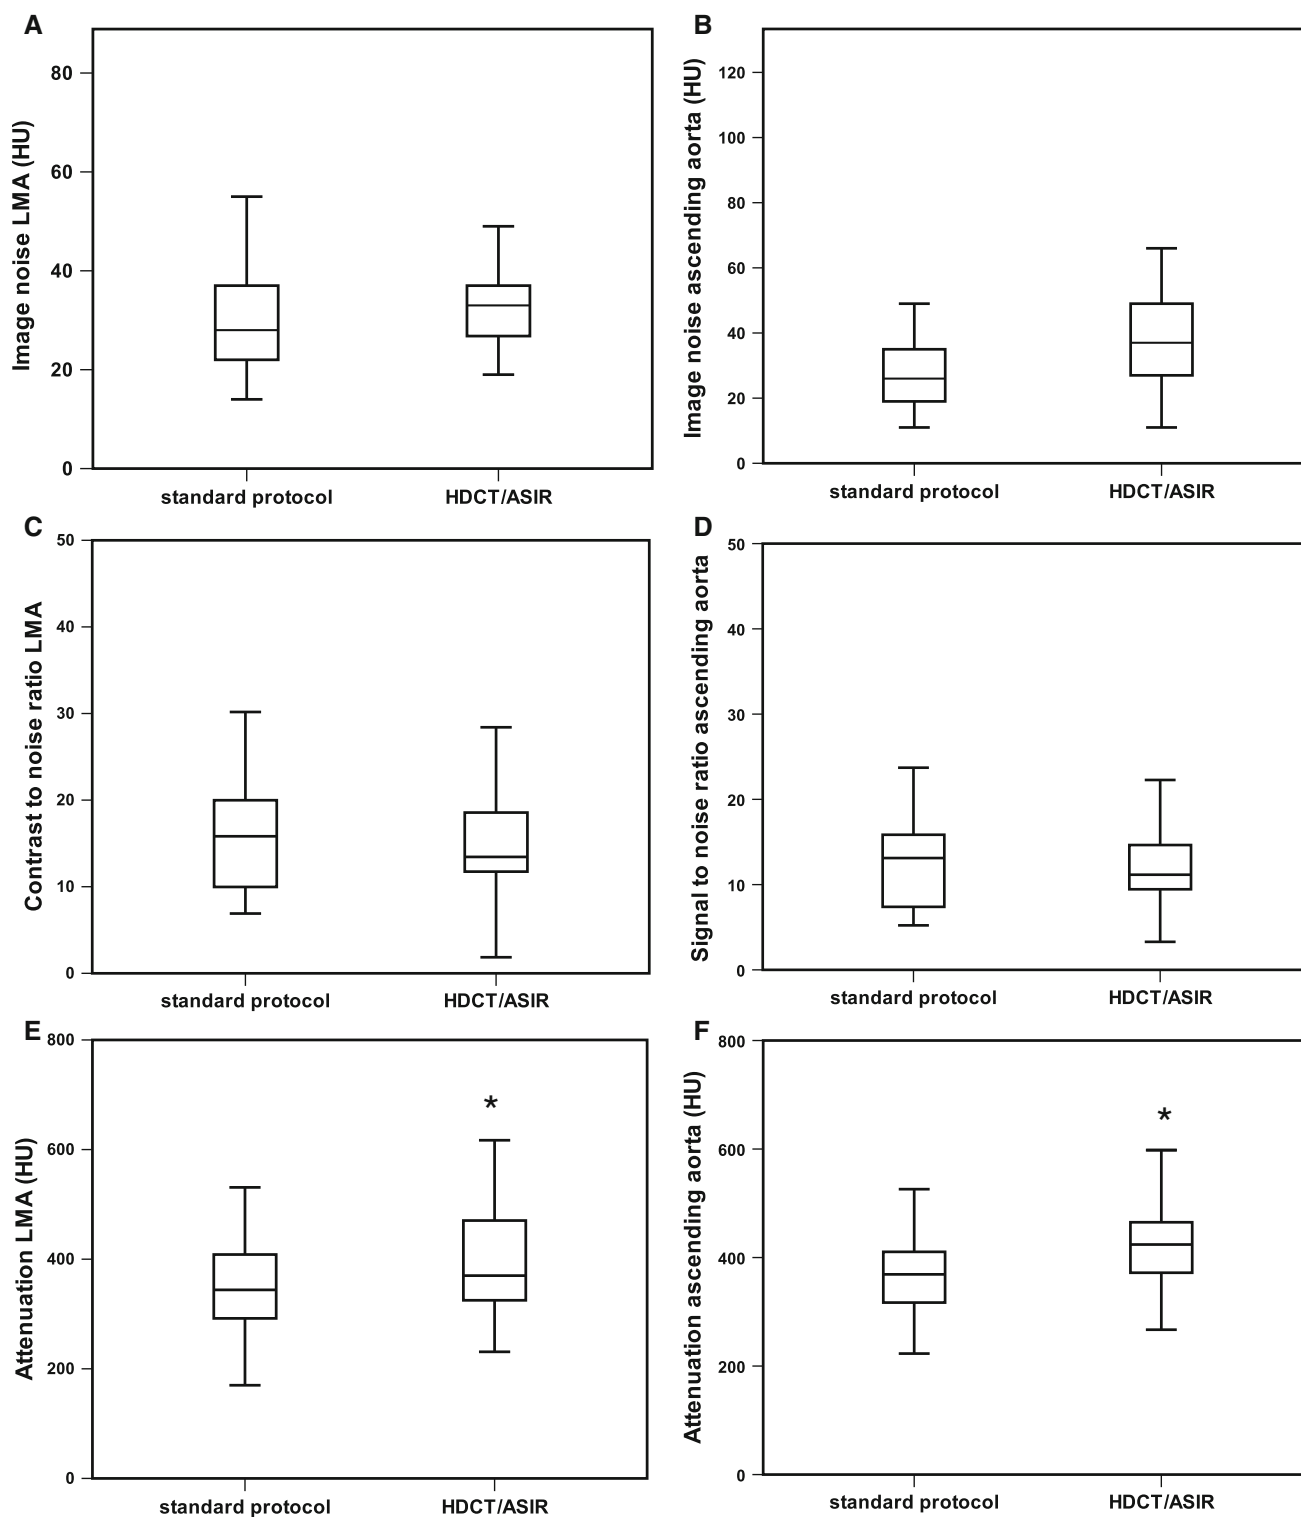 A
Image noise LMA (HU)
80
60
40
20
0
standard protocol
HDCT/ASIR
B
Image noise ascending aorta (HU)
120
100
80
60
40
20
0
standard protocol
HDCT/ASIR
C
Contrast to noise ratio LMA
50
40
30
20
10
0
standard protocol
HDCT/ASIR
D
Signal to noise ratio ascending aorta
50
40
30
20
10
0
standard protocol
HDCT/ASIR
E
Attenuation LMA (HU)
800
600
400
200
0
*
standard protocol
HDCT/ASIR
F
Attenuation ascending aorta (HU)
800
600
400
200
0
*
standard protocol
HDCT/ASIR